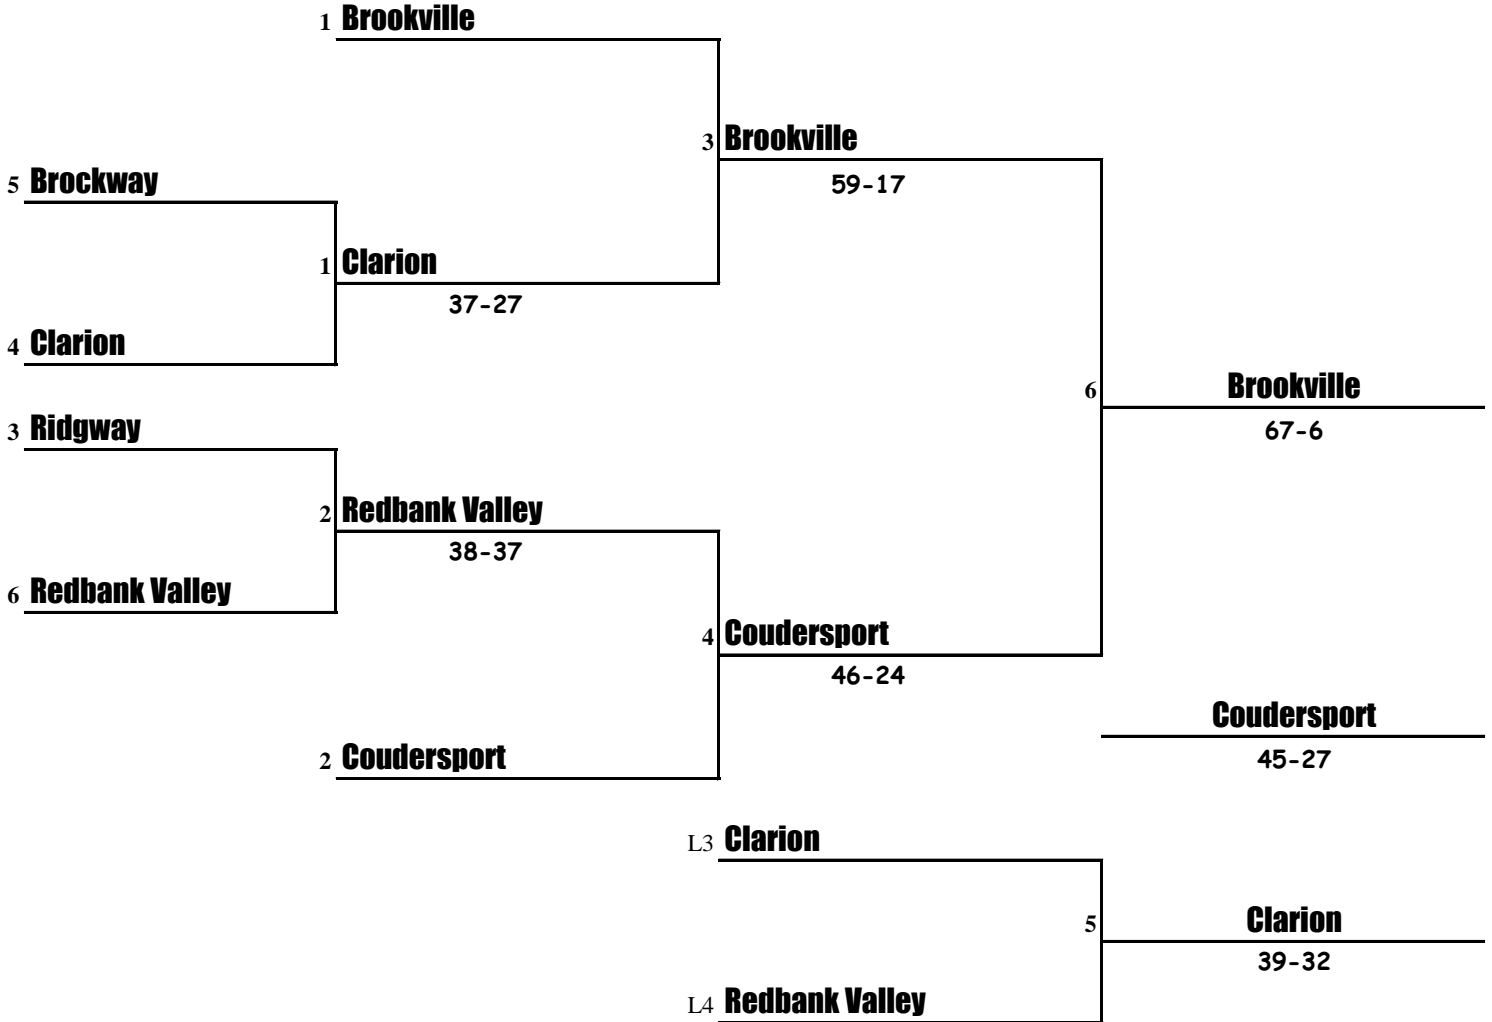 1 Brookville
3 Brookville
59-17
5 Brockway
1 Clarion
37-27
4 Clarion
6 Brookville
67-6
3 Ridgway
2 Redbank Valley
38-37
6 Redbank Valley
4 Coudersport
46-24
Coudersport
45-27
2 Coudersport
L3 Clarion
5 Clarion
39-32
L4 Redbank Valley